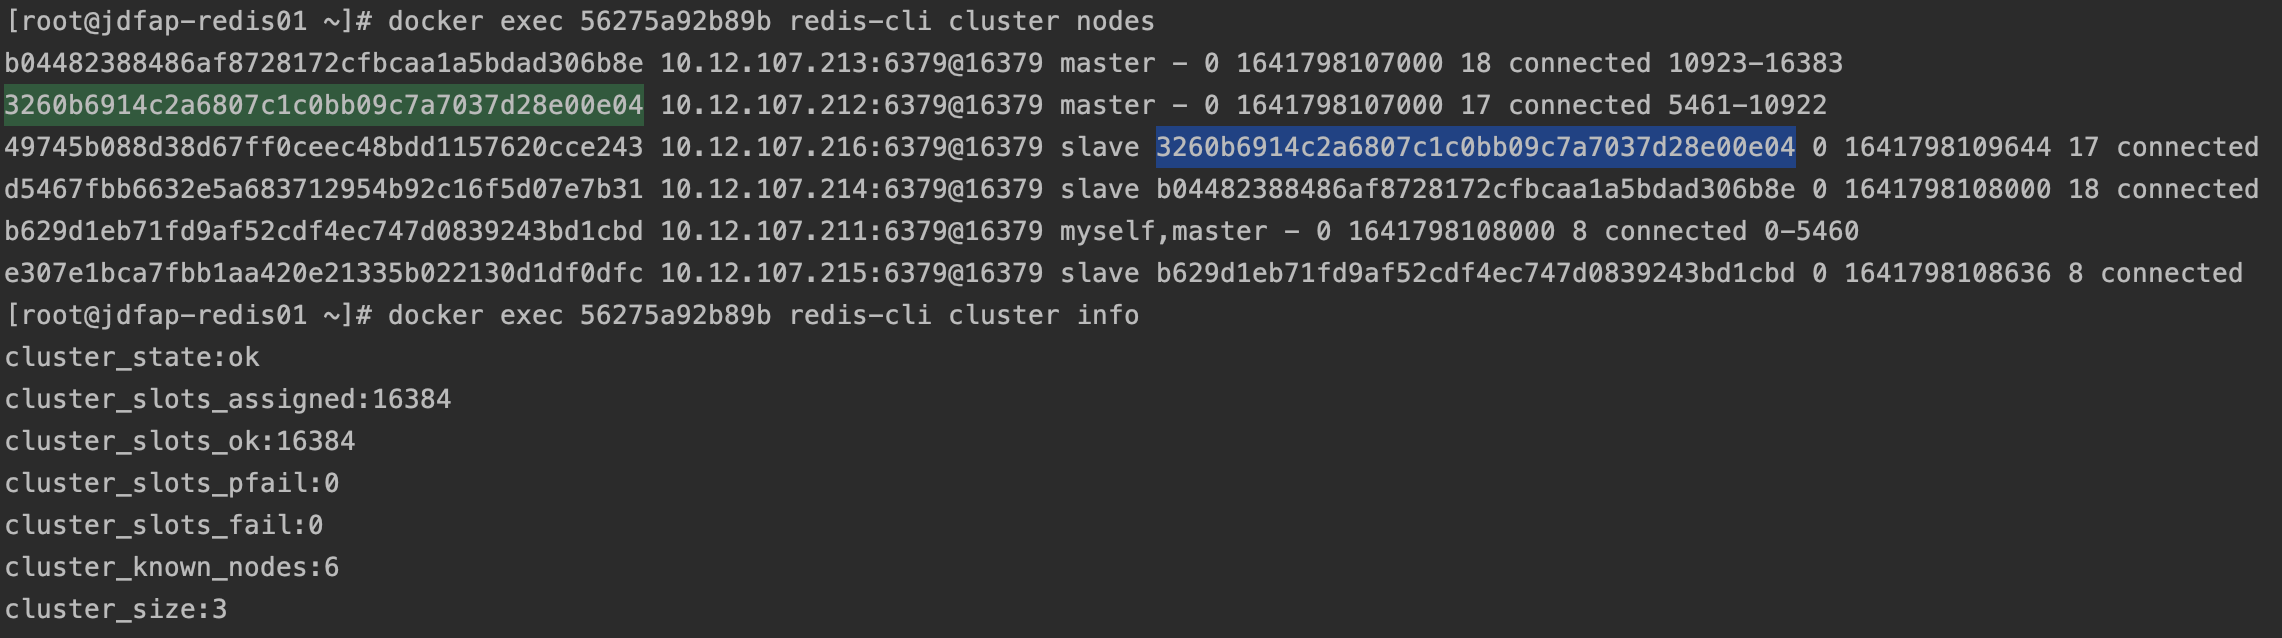 [root@jdfap-redis01 ~]# docker exec 56275a92b89b redis-cli cluster nodes
b04482388486af8728172cfbcaa1a5bdad306b8e 10.12.107.213:6379@16379 master - 0 1641798107000 18 connected 10923-16383
3260b6914c2a6807c1c0bb09c7a7037d28e00e04 10.12.107.212:6379@16379 master - 0 1641798107000 17 connected 5461-10922
49745b088d38d67ff0ceec48bdd1157620cce243 10.12.107.216:6379@16379 slave 3260b6914c2a6807c1c0bb09c7a7037d28e00e04 0 1641798109644 17 connected
d5467fbb6632e5a683712954b92c16f5d07e7b31 10.12.107.214:6379@16379 slave b04482388486af8728172cfbcaa1a5bdad306b8e 0 1641798108000 18 connected
b629d1eb71fd9af52cdf4ec747d0839243bd1cbd 10.12.107.211:6379@16379 myself,master - 0 1641798108000 8 connected 0-5460
e307e1bca7fbb1aa420e21335b022130d1df0dfc 10.12.107.215:6379@16379 slave b629d1eb71fd9af52cdf4ec747d0839243bd1cbd 0 1641798108636 8 connected
[root@jdfap-redis01 ~]# docker exec 56275a92b89b redis-cli cluster info
cluster_state:ok
cluster_slots_assigned:16384
cluster_slots_ok:16384
cluster_slots_pfail:0
cluster_slots_fail:0
cluster_known_nodes:6
cluster_size:3